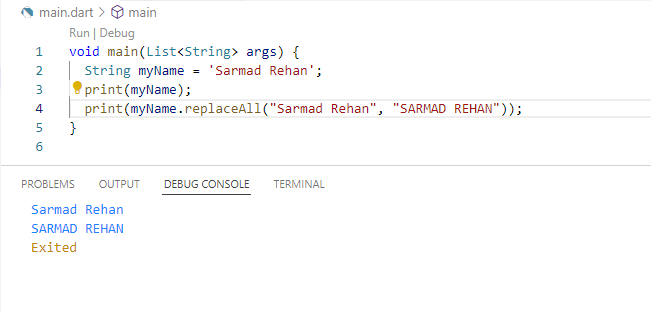 main.dart > main
Run | Debug
1 void main(List<String> args) {
2 String myName = 'Sarmad Rehan';
3 print(myName);
4 print(myName.replaceAll("Sarmad Rehan", "SARMAD REHAN"));
5 }
6
PROBLEMS OUTPUT DEBUG CONSOLE TERMINAL
Sarmad Rehan
SARMAD REHAN
Exited